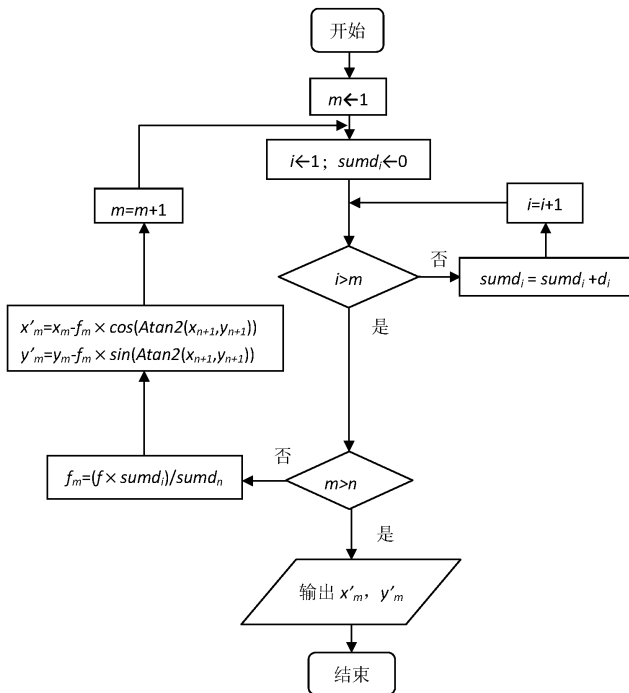 开始
m←1
i←1；sumdᵢ←0
m=m+1
i=i+1
i>m
否
sumdᵢ = sumdᵢ +dᵢ
是
x'ₘ=xₘ-fₘ × cos(Atan2(xₙ₊₁,yₙ₊₁))
y'ₘ=yₘ-fₘ × sin(Atan2(xₙ₊₁,yₙ₊₁))
否
fₘ=(f × sumdᵢ)/sumdₙ
m>n
是
输出 x'ₘ，y'ₘ
结束